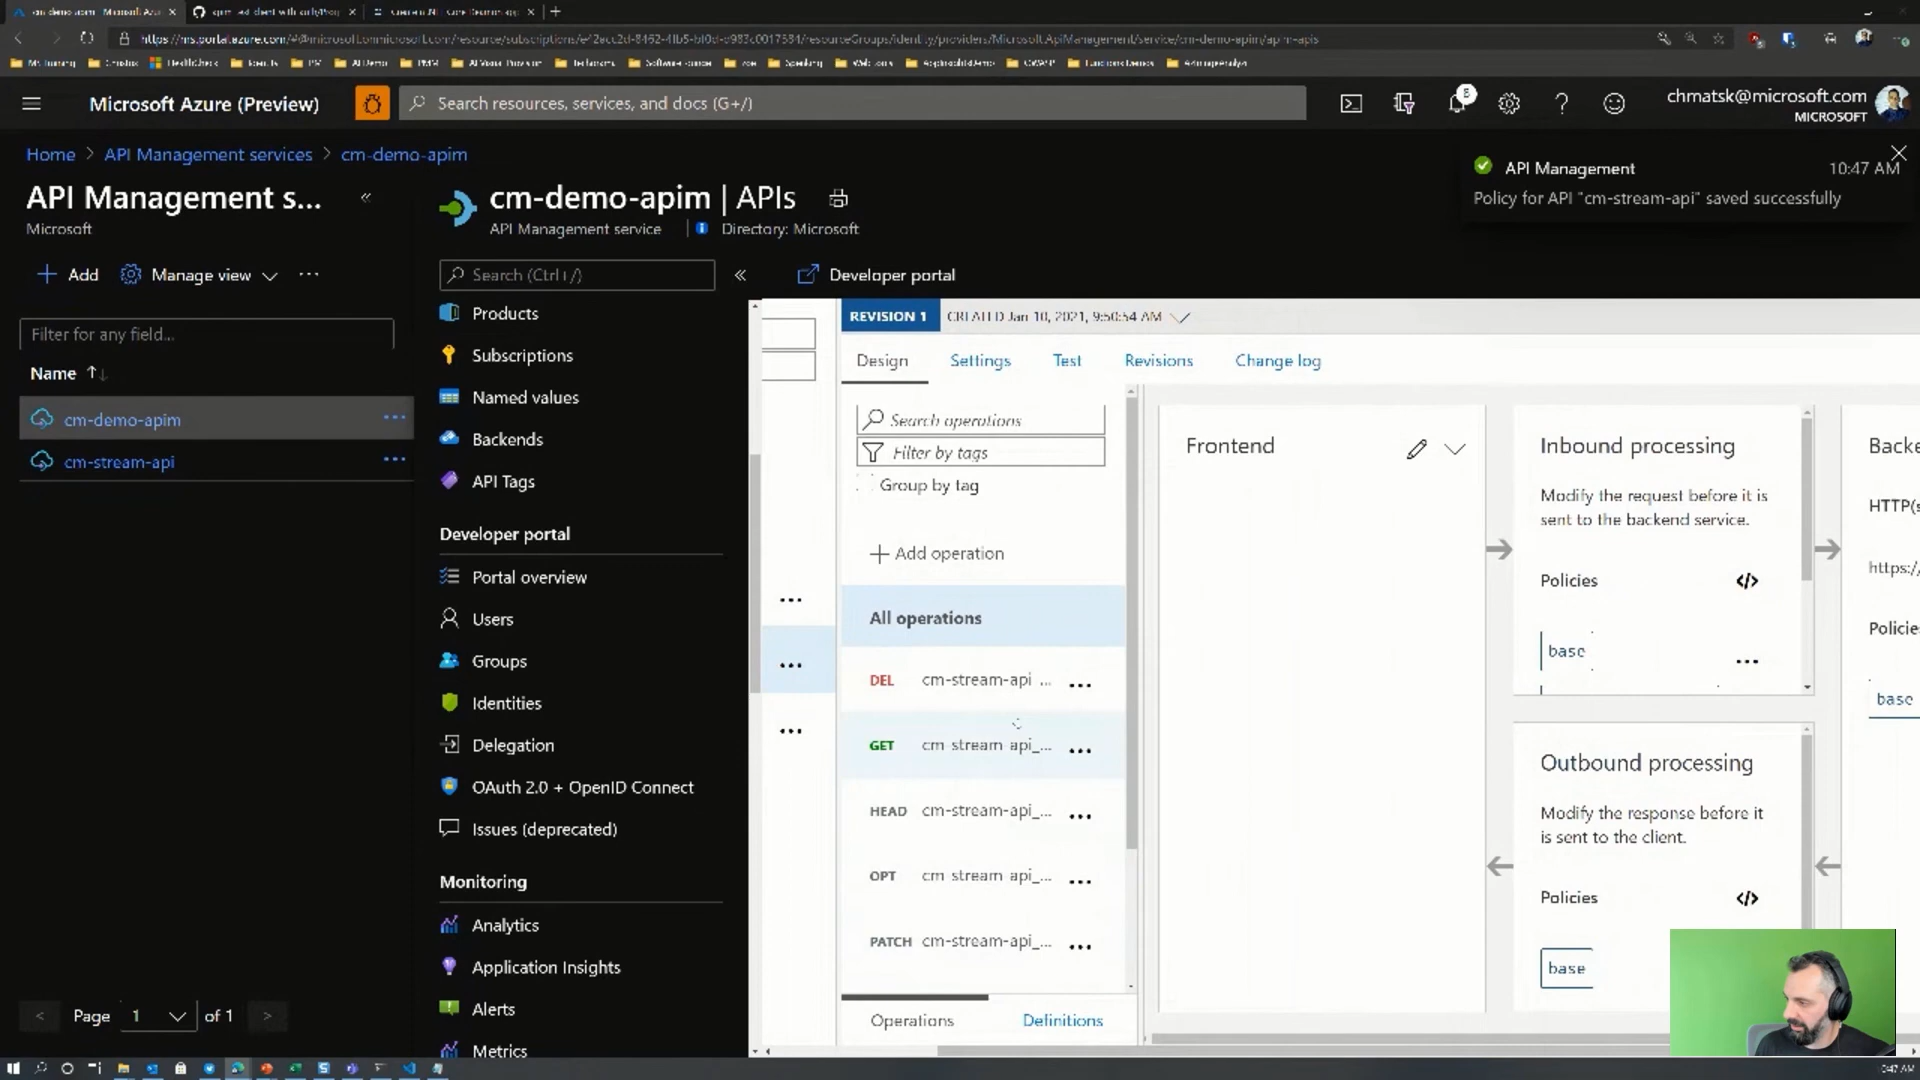 Microsoft Azure (Preview)
Search resources, services, and docs (G+/)
8
chmatsk@microsoft.com
MICROSOFT
Home > API Management services > cm-demo-apim
API Management s...
Microsoft
Add
Manage view
Filter for any field...
Name
cm-demo-apim
cm-stream-api
Page 1 of 1
cm-demo-apim | APIs
API Management service
Directory: Microsoft
Search (Ctrl+/)
Developer portal
Products
Subscriptions
Named values
Backends
API Tags
Developer portal
Portal overview
Users
Groups
Identities
Delegation
OAuth 2.0 + OpenID Connect
Issues (deprecated)
Monitoring
Analytics
Application Insights
Alerts
Metrics
API Management
10:47 AM
Policy for API "cm-stream-api" saved successfully
REVISION 1
CREATED Jan 10, 2021, 9:50:54 AM
Design
Settings
Test
Revisions
Change log
Search operations
Filter by tags
Group by tag
Add operation
All operations
DEL cm-stream-api ...
GET cm-stream-api_...
HEAD cm-stream-api_...
OPT cm-stream-api_...
PATCH cm-stream-api_...
Operations
Definitions
Frontend
Inbound processing
Modify the request before it
is sent to the backend service.
Policies
base
Outbound processing
Modify the response before it
is sent to the client.
Policies
base
Backe
HTTP(s
https:/
Policie
base